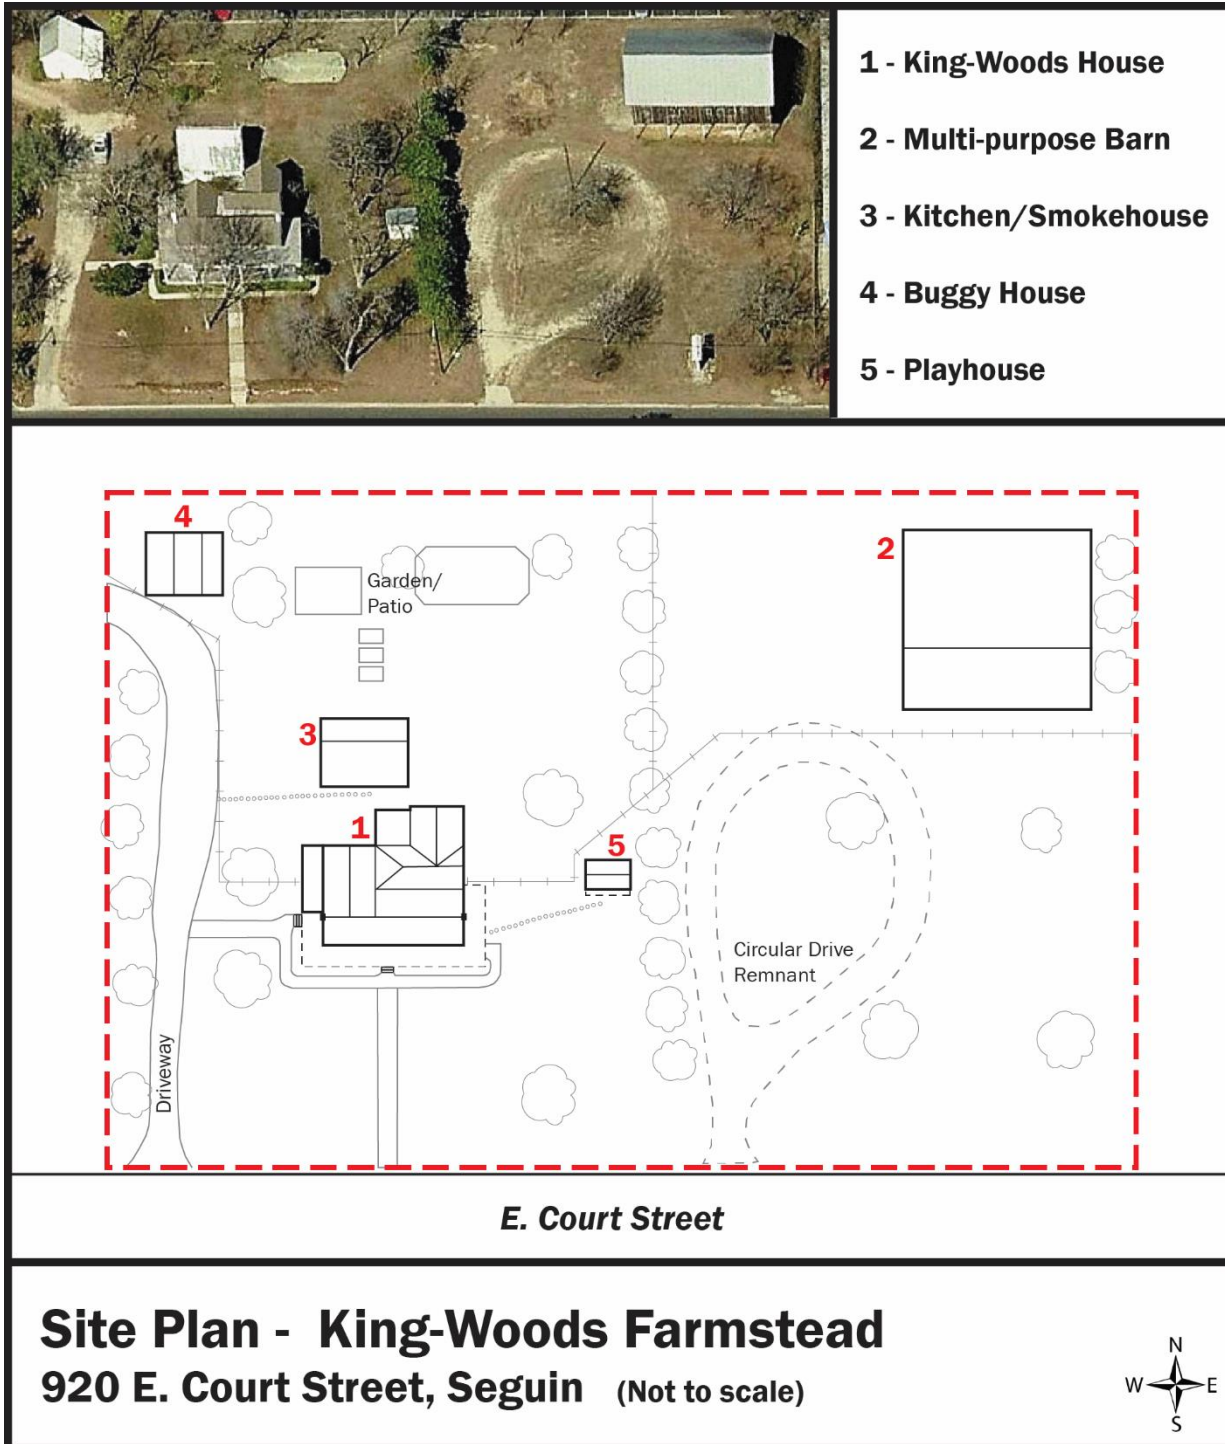 1 - King-Woods House
2 - Multi-purpose Barn
3 - Kitchen/Smokehouse
4 - Buggy House
5 - Playhouse
4
2
Garden/
Patio
3
1
5
Circular Drive
Remnant
Driveway
E. Court Street
Site Plan - King-Woods Farmstead
920 E. Court Street, Seguin (Not to scale)
N
W E
S